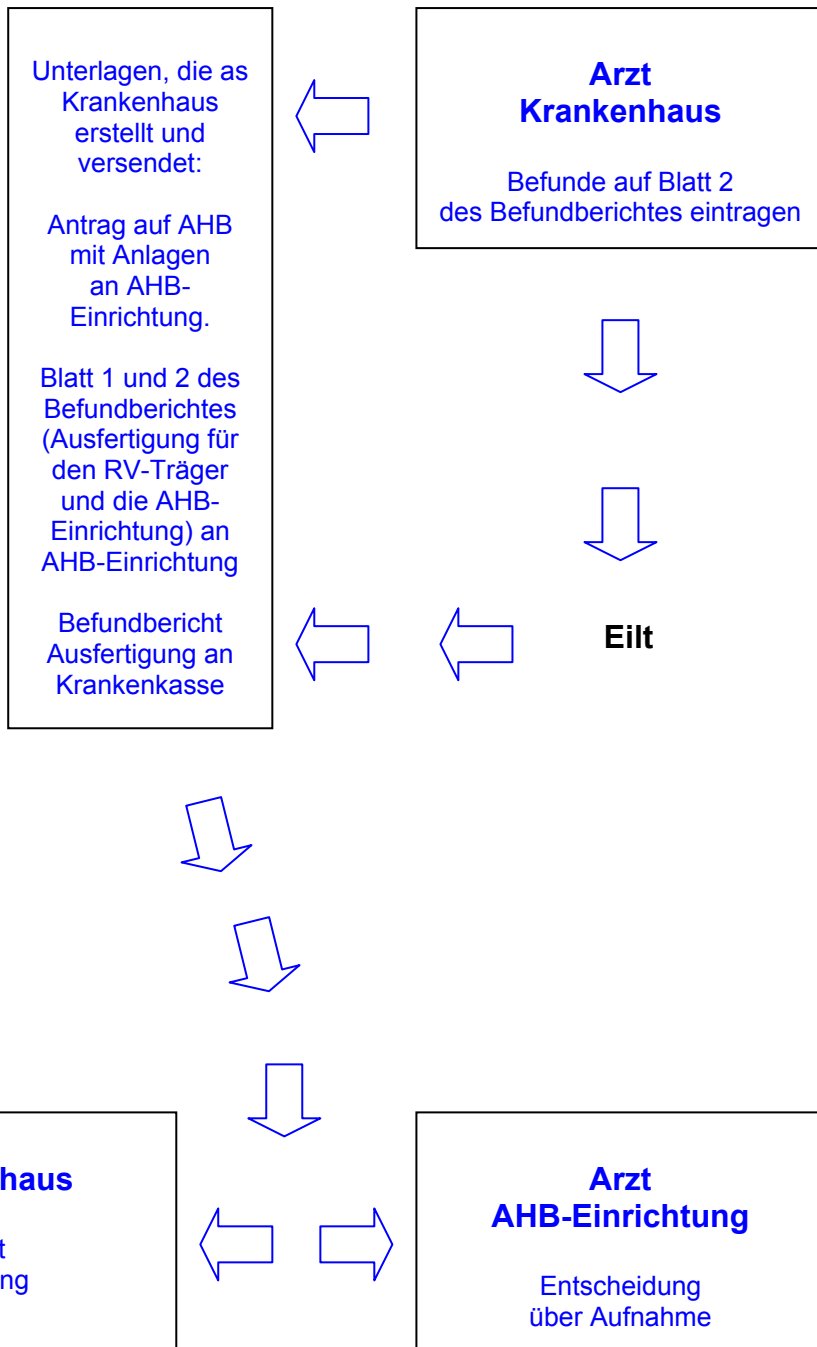 Unterlagen, die as
Krankenhaus
erstellt und
versendet:
Antrag auf AHB
mit Anlagen
an AHB-
Einrichtung.
Blatt 1 und 2 des
Befundberichtes
(Ausfertigung für
den RV-Träger
und die AHB-
Einrichtung) an
AHB-Einrichtung
Befundbericht
Ausfertigung an
Krankenkasse
Arzt
Krankenhaus
Befunde auf Blatt 2
des Befundberichtes eintragen
Eilt
haus
t
ng
Arzt
AHB-Einrichtung
Entscheidung
über Aufnahme